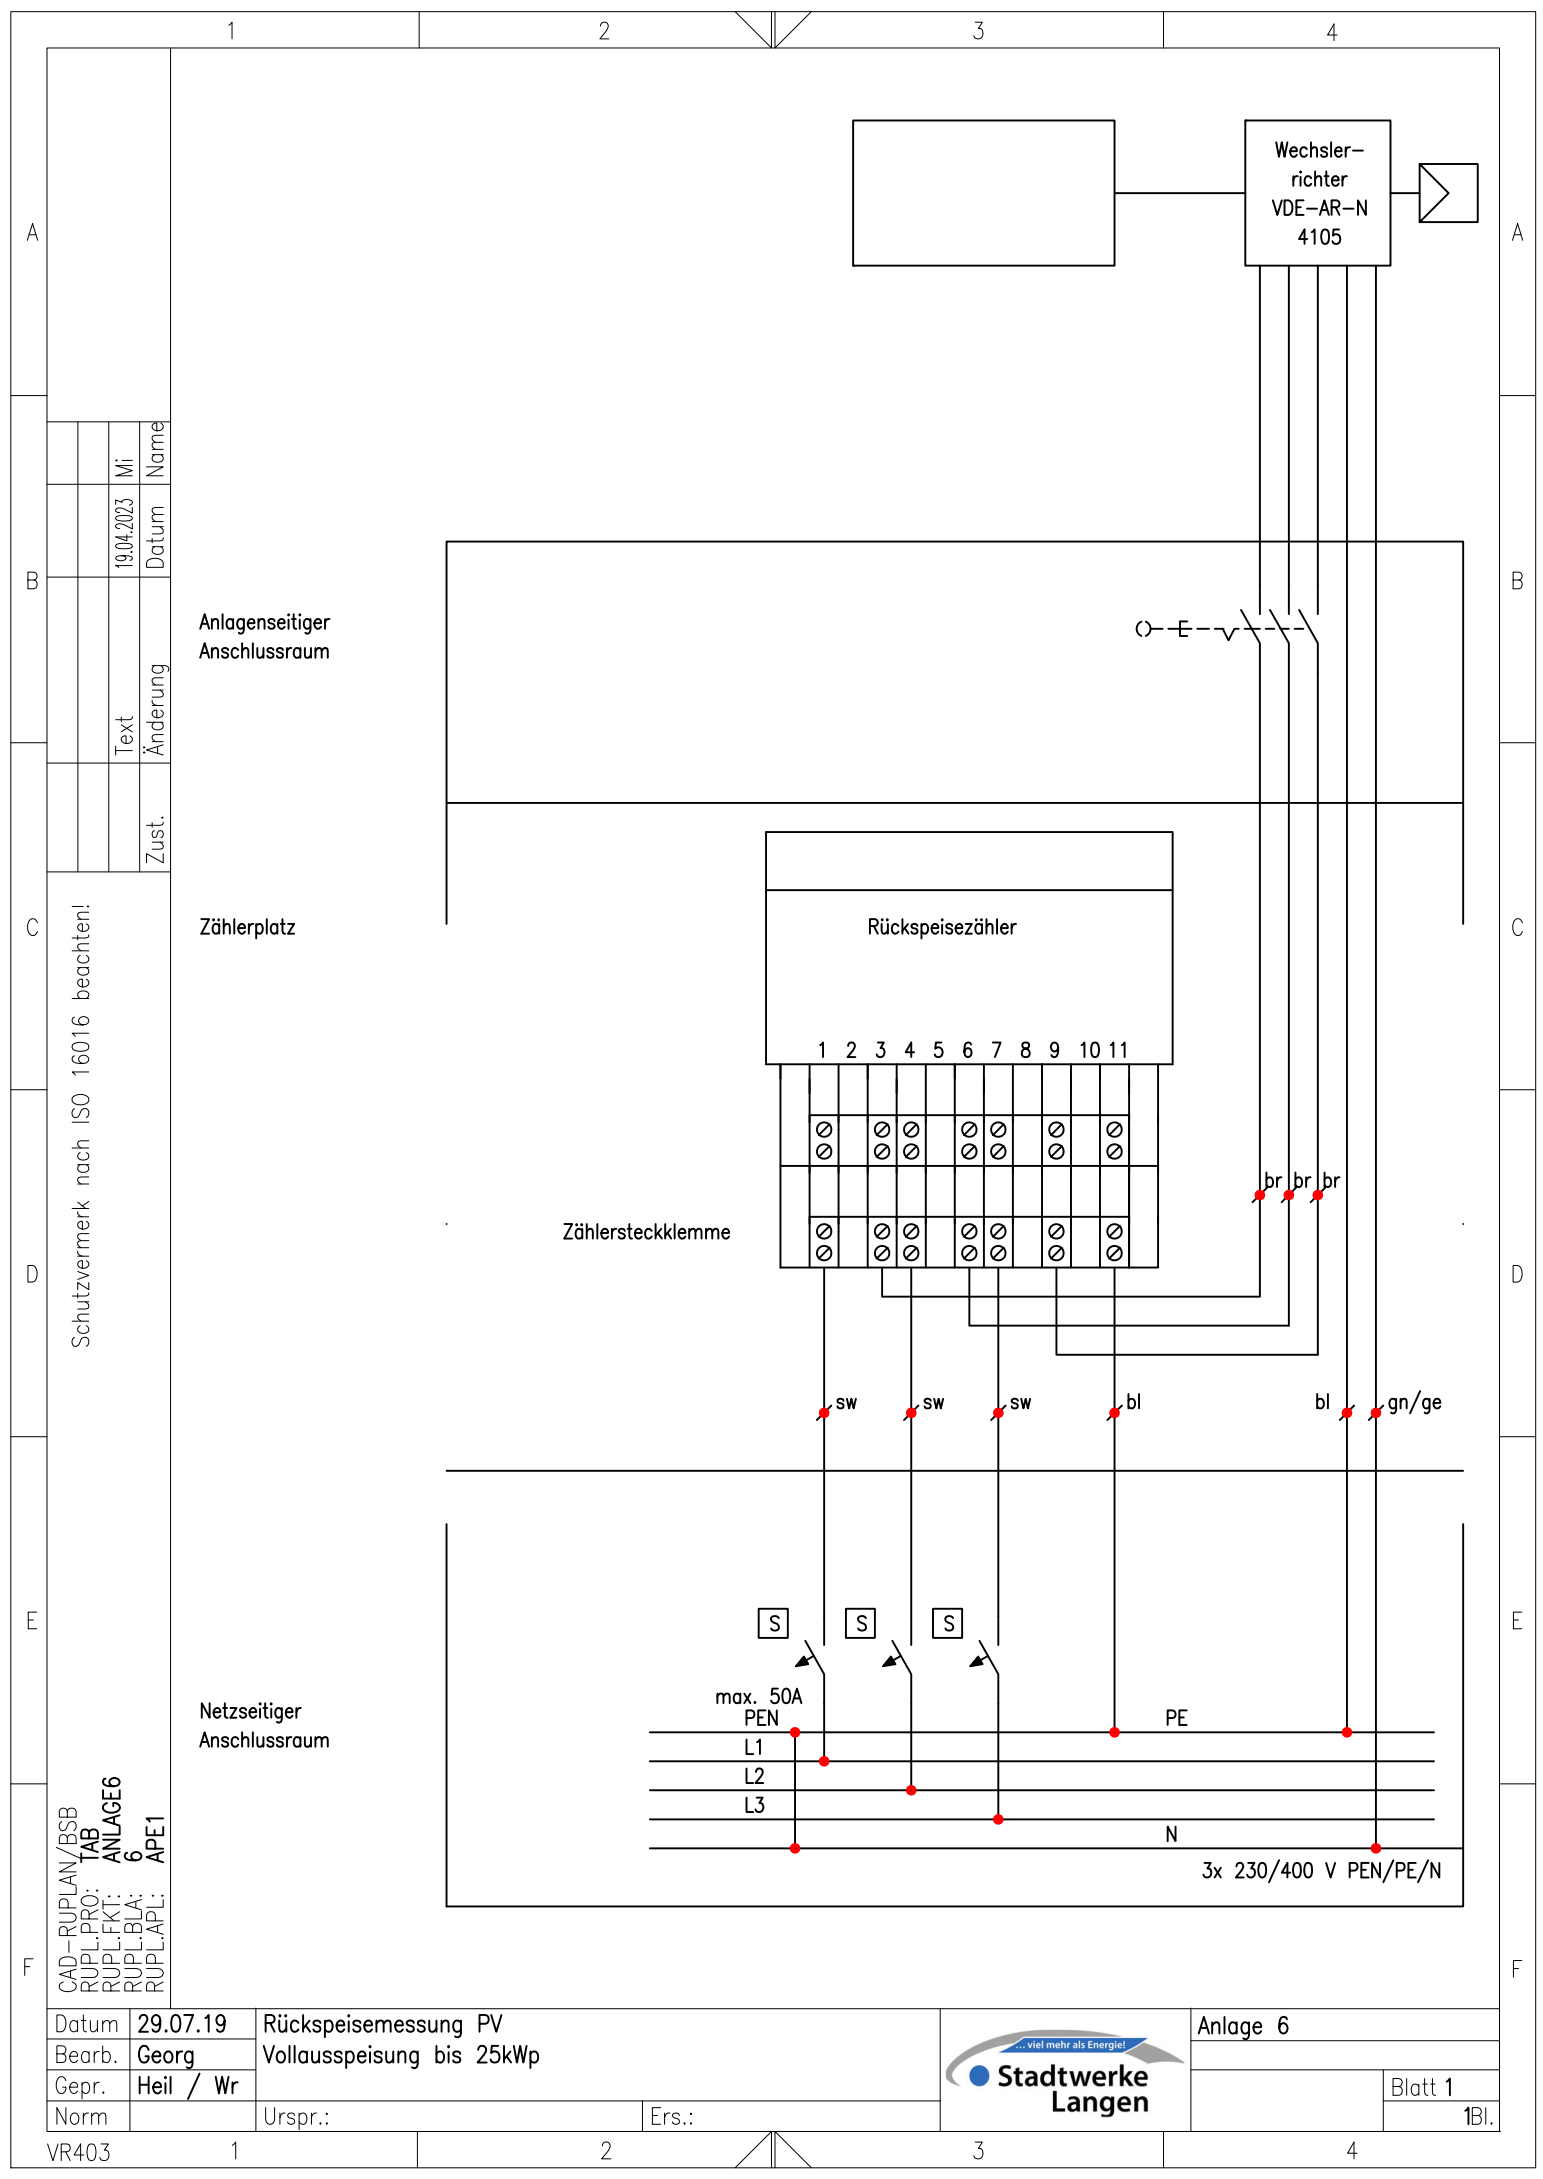 1 2 3 4
Wechsler-
richter
VDE-AR-N
4105
A A
Name
Mi
Datum
19.04.2023
B B
Anlagenseitiger
Anschlussraum
Änderung
Text
Zust.
C C
Zählerplatz
Rückspeisezähler
Schutzvermerk nach ISO 16016 beachten!
1 2 3 4 5 6 7 8 9 10 11
br br br
Zählersteckklemme
D D
sw sw sw bl bl gn/ge
E E
S S S
max. 50A
Netzseitiger
Anschlussraum
PEN PE
L1
L2
L3
N
3x 230/400 V PEN/PE/N
CAD-RUPLAN/BSB
RUPL.PRO: TAB
RUPL.FKT: ANLAGE6
RUPL.BLA: 6
RUPL.APL: APE1
F F
Datum 29.07.19
Bearb. Georg
Gepr. Heil / Wr
Norm
Rückspeisemessung PV
Vollausspeisung bis 25kWp
Urspr.: Ers.:
... viel mehr als Energie!
Stadtwerke
Langen
Anlage 6
Blatt 1
1Bl.
VR403 1 2 3 4